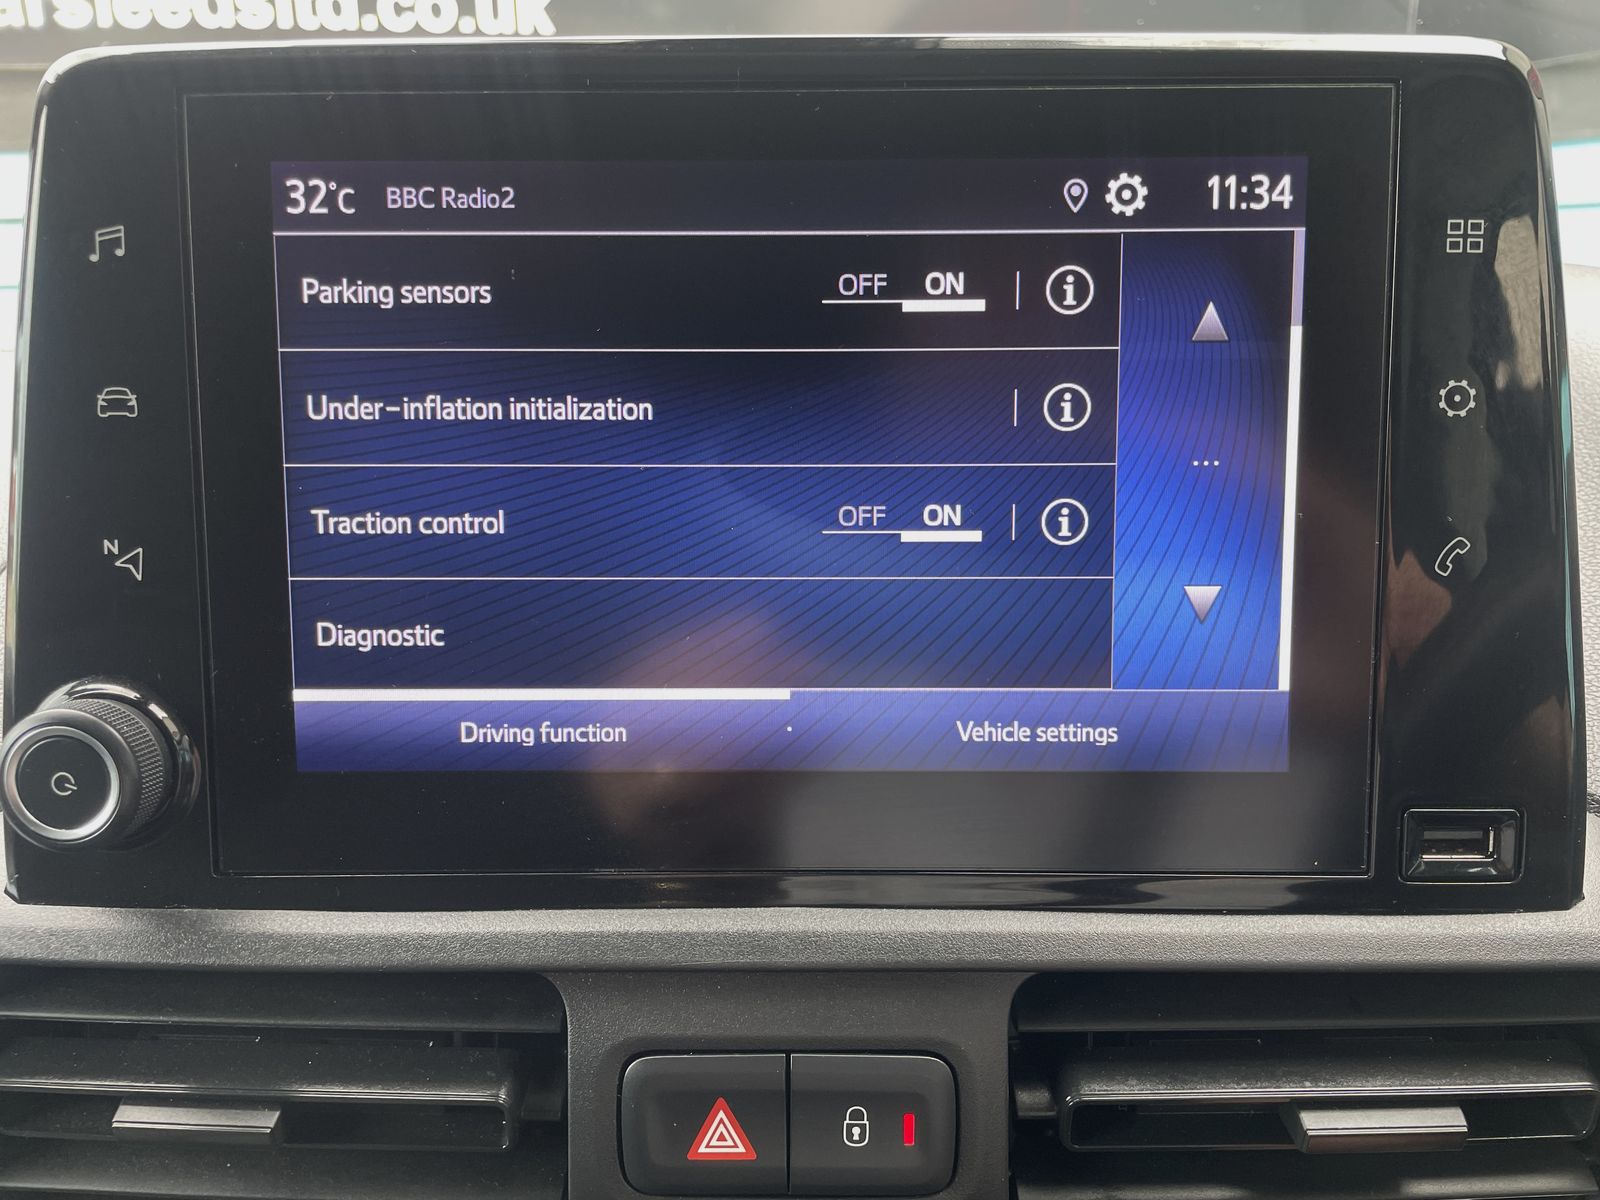 32°C BBC Radio2 11:34
Parking sensors OFF ON
Under-inflation initialization
Traction control OFF ON
Diagnostic
Driving function Vehicle settings
N